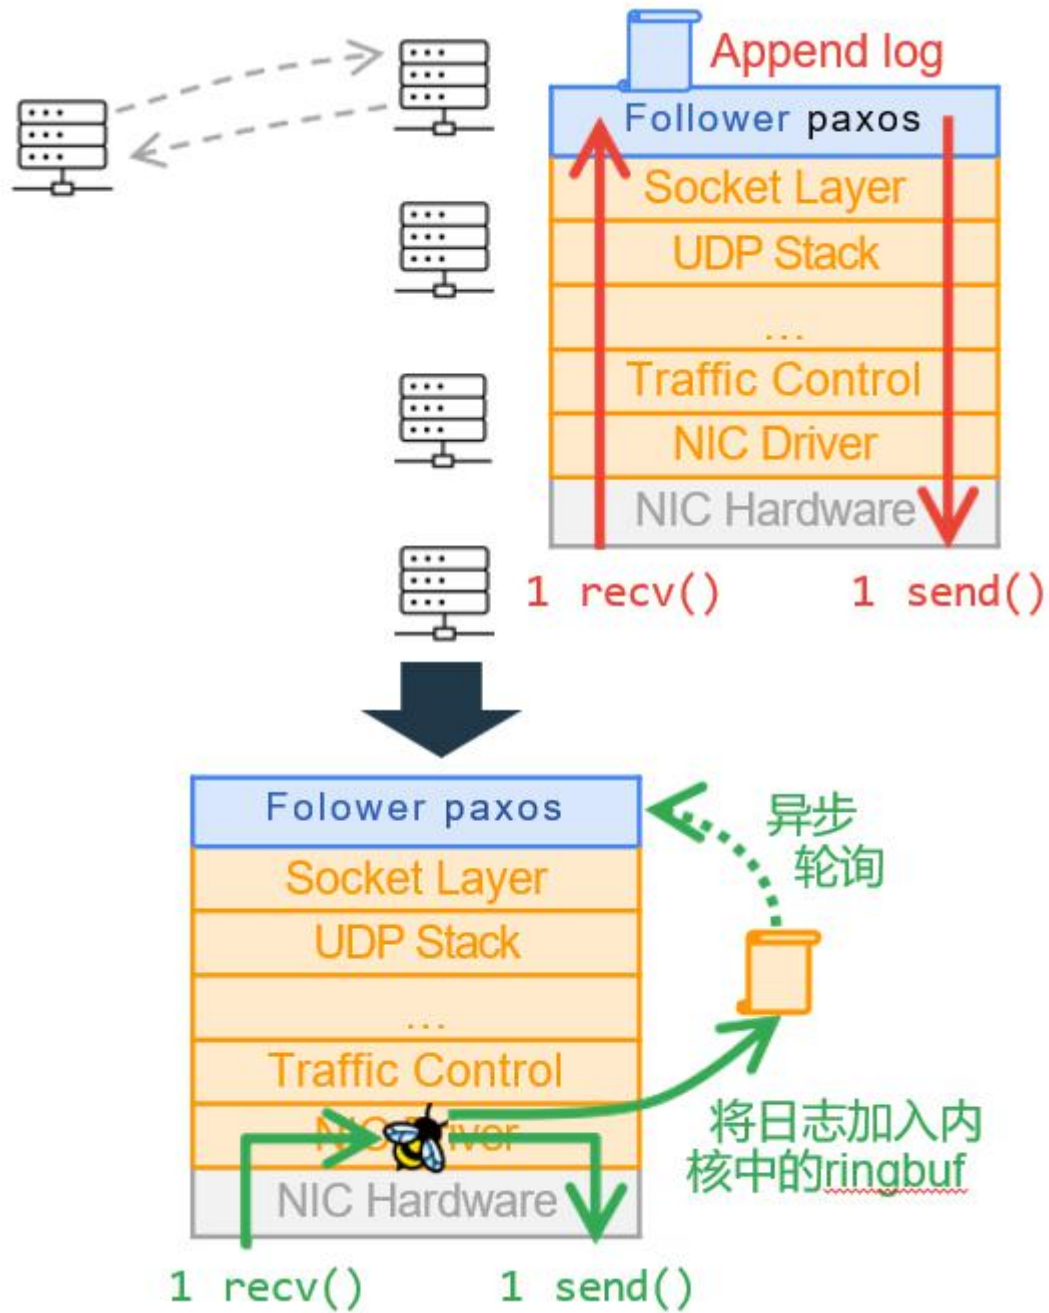 Append log
Follower paxos
Socket Layer
UDP Stack
...
Traffic Control
NIC Driver
NIC Hardware
1 recv()
1 send()
Folower paxos
Socket Layer
UDP Stack
...
Traffic Control
NIC Driver
NIC Hardware
1 recv()
1 send()
异步
轮询
将日志加入内
核中的ringbuf